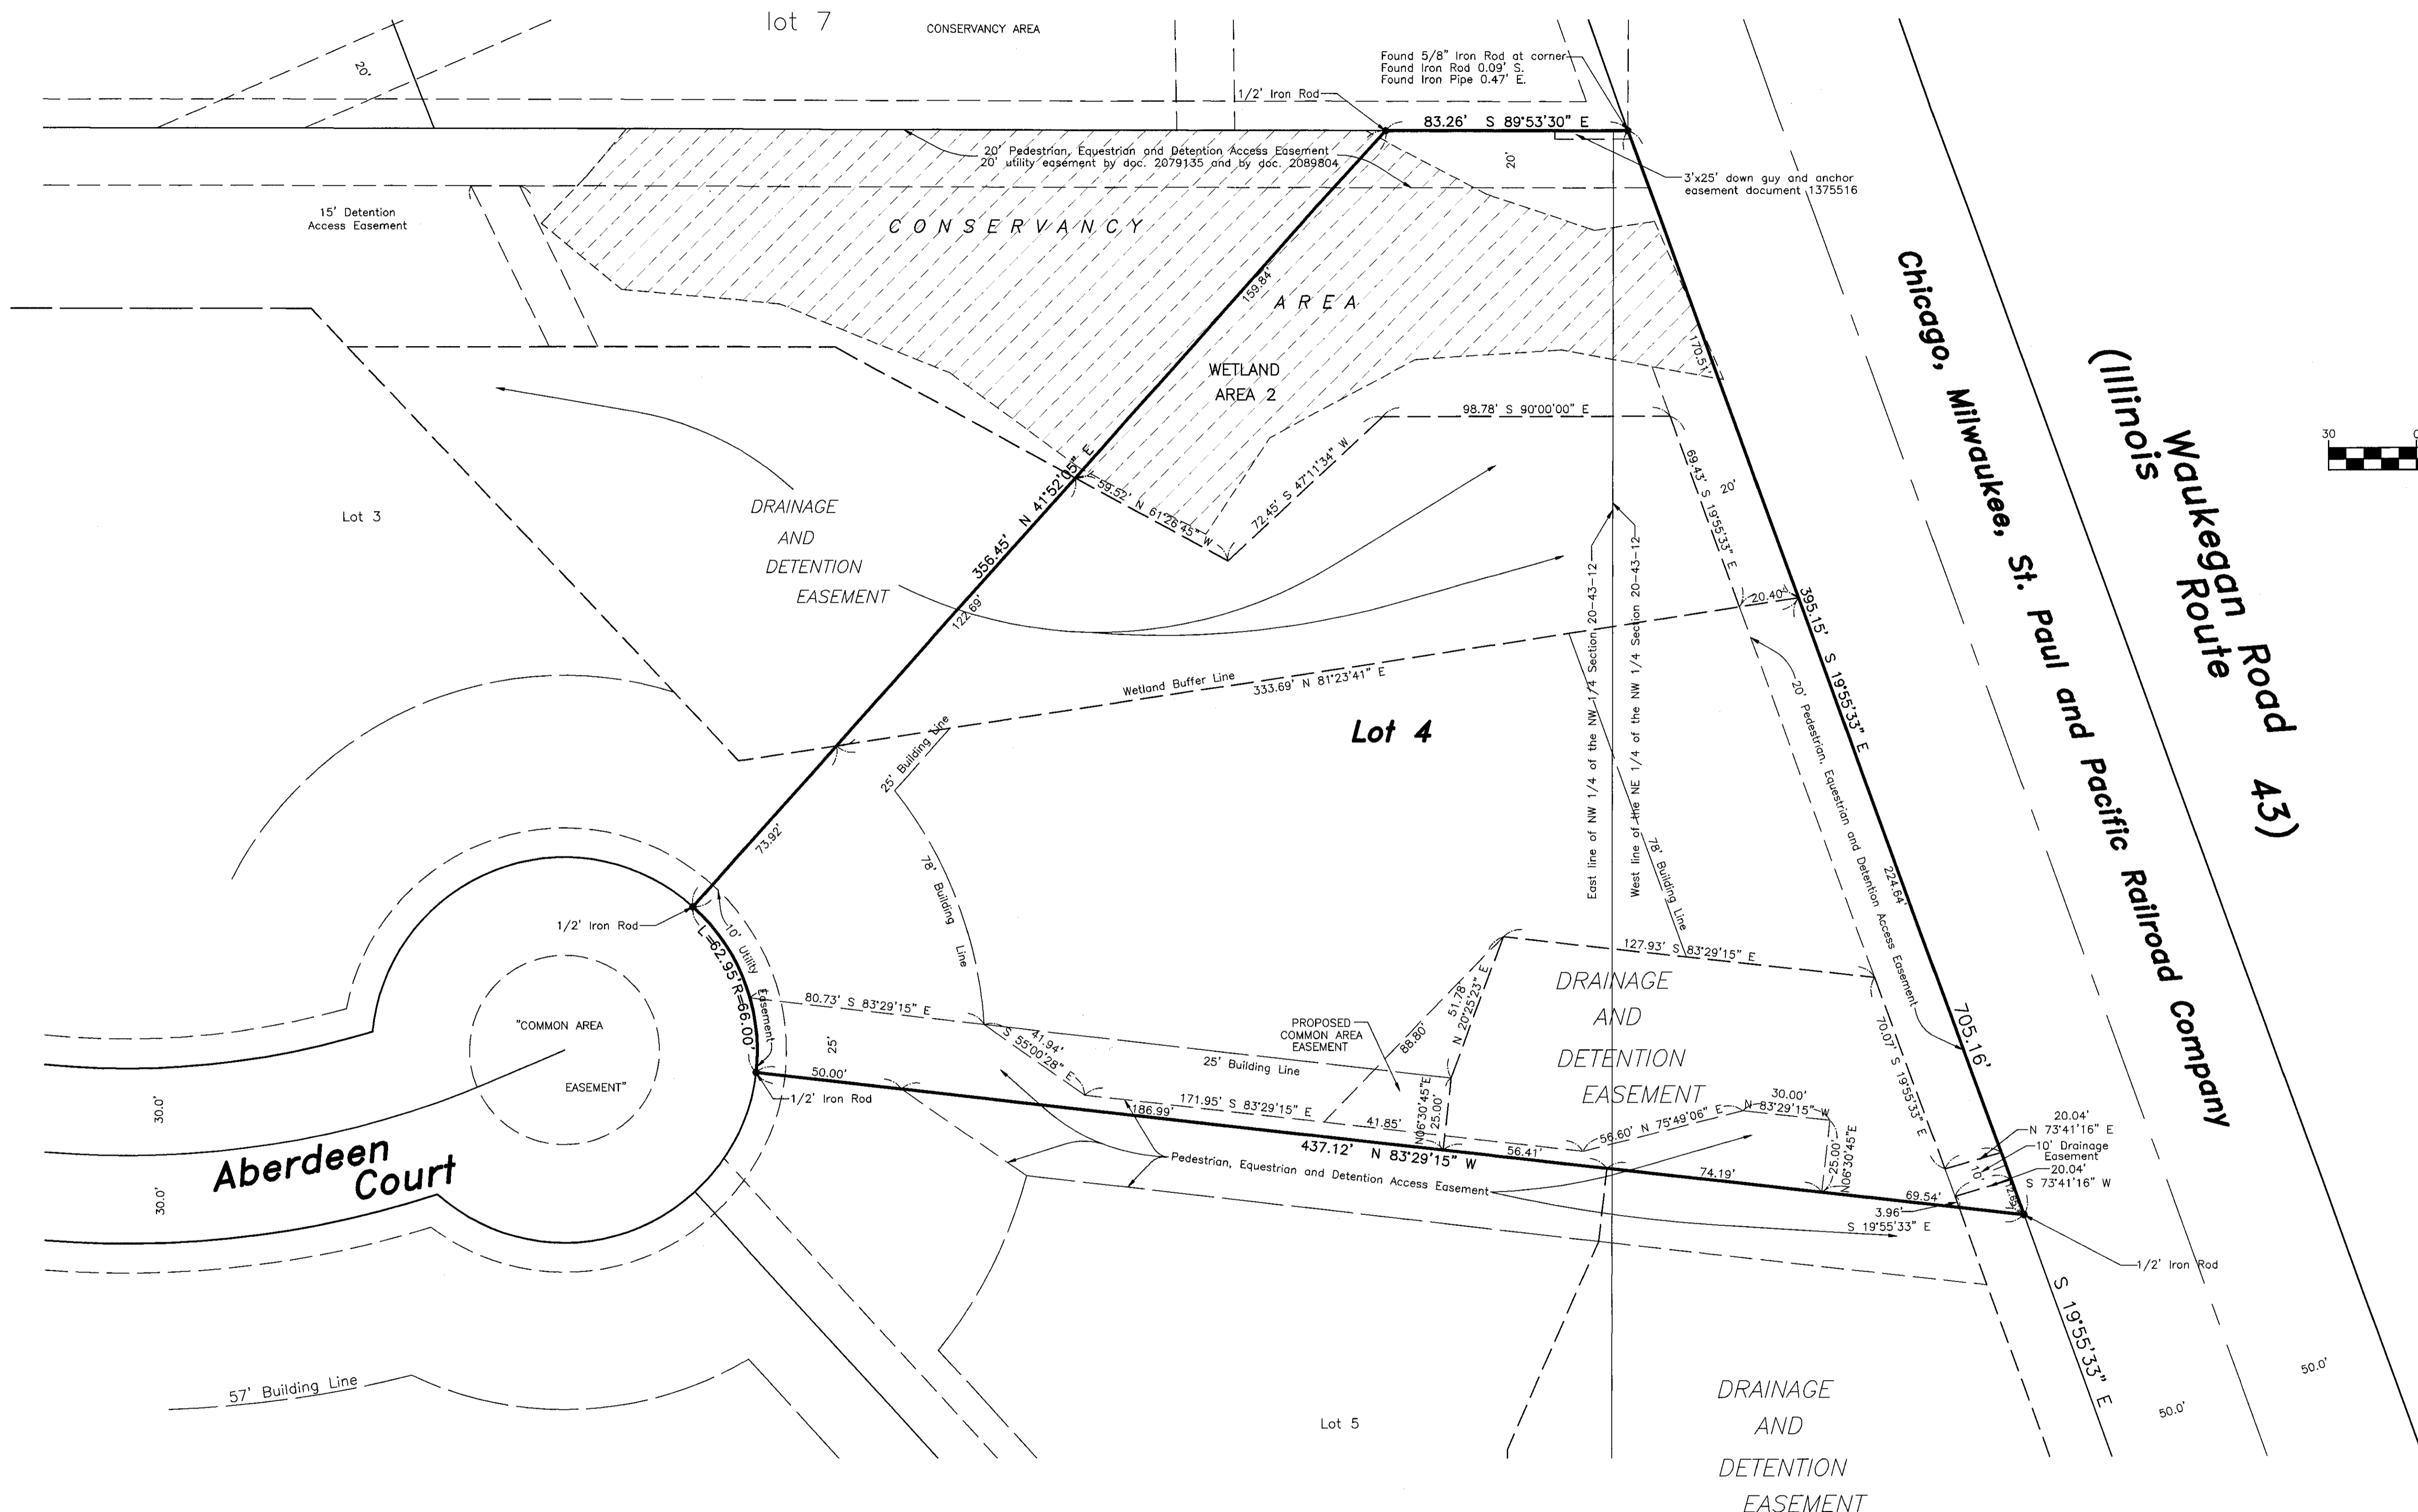 lot 7
CONSERVANCY AREA
20'
Found 5/8" Iron Rod at corner
Found Iron Rod 0.09' S.
Found Iron Pipe 0.47' E.
1/2' Iron Rod
83.26' S 89°53'30" E
20' Pedestrian, Equestrian and Detention Access Easement
20' utility easement by doc. 2079135 and by doc. 2089804
20'
3'x25' down guy and anchor
easement document 1375516
15' Detention
Access Easement
CONSERVANCY
AREA
159.84'
170.51'
WETLAND
AREA 2
98.78' S 90°00'00" E
72.45' S 47°11'34" W
59.52' N 61°26'45" W
69.43' S 19°55'33" E
20'
N 41°52'05" E
356.45'
122.69'
Lot 3
DRAINAGE
AND
DETENTION
EASEMENT
20.40'
395.15' S 19°55'33" E
East line of NW 1/4 of the NW 1/4 Section 20-43-12
West line of the NE 1/4 of the NW 1/4 Section 20-43-12
Wetland Buffer Line
333.69' N 81°23'41" E
Lot 4
25' Building Line
78' Building Line
78' Building Line
20' Pedestrian, Equestrian and Detention Access Easement
224.64'
705.16'
73.92'
1/2' Iron Rod
10' Utility Easement
L=62.95' R=66.00'
"COMMON AREA
EASEMENT"
80.73' S 83°29'15" E
25'
41.94'
S 55°00'28" E
50.00'
1/2' Iron Rod
25' Building Line
171.95' S 83°29'15" E
186.99'
PROPOSED
COMMON AREA
EASEMENT
88.80'
51.78'
N 20°25'23" E
127.93' S 83°29'15" E
DRAINAGE
AND
DETENTION
EASEMENT
70.07' S 19°55'33" E
41.85'
N06°30'45"E
25.00'
437.12' N 83°29'15" W
56.41'
56.60' N 75°49'06" E
30.00'
N 83°29'15" W
25.00'
N06°30'45"E
74.19'
69.54'
3.96'
20.04'
N 73°41'16" E
10' Drainage
Easement
20.04'
S 73°41'16" W
10'
Pedestrian, Equestrian and Detention Access Easement
S 19°55'33" E
1/2' Iron Rod
S 19°55'33" E
30.0'
30.0'
Aberdeen
Court
57' Building Line
Lot 5
DRAINAGE
AND
DETENTION
EASEMENT
50.0'
50.0'
Chicago, Milwaukee, St. Paul and Pacific Railroad Company
Waukegan Road
(Illinois Route 43)
30
0